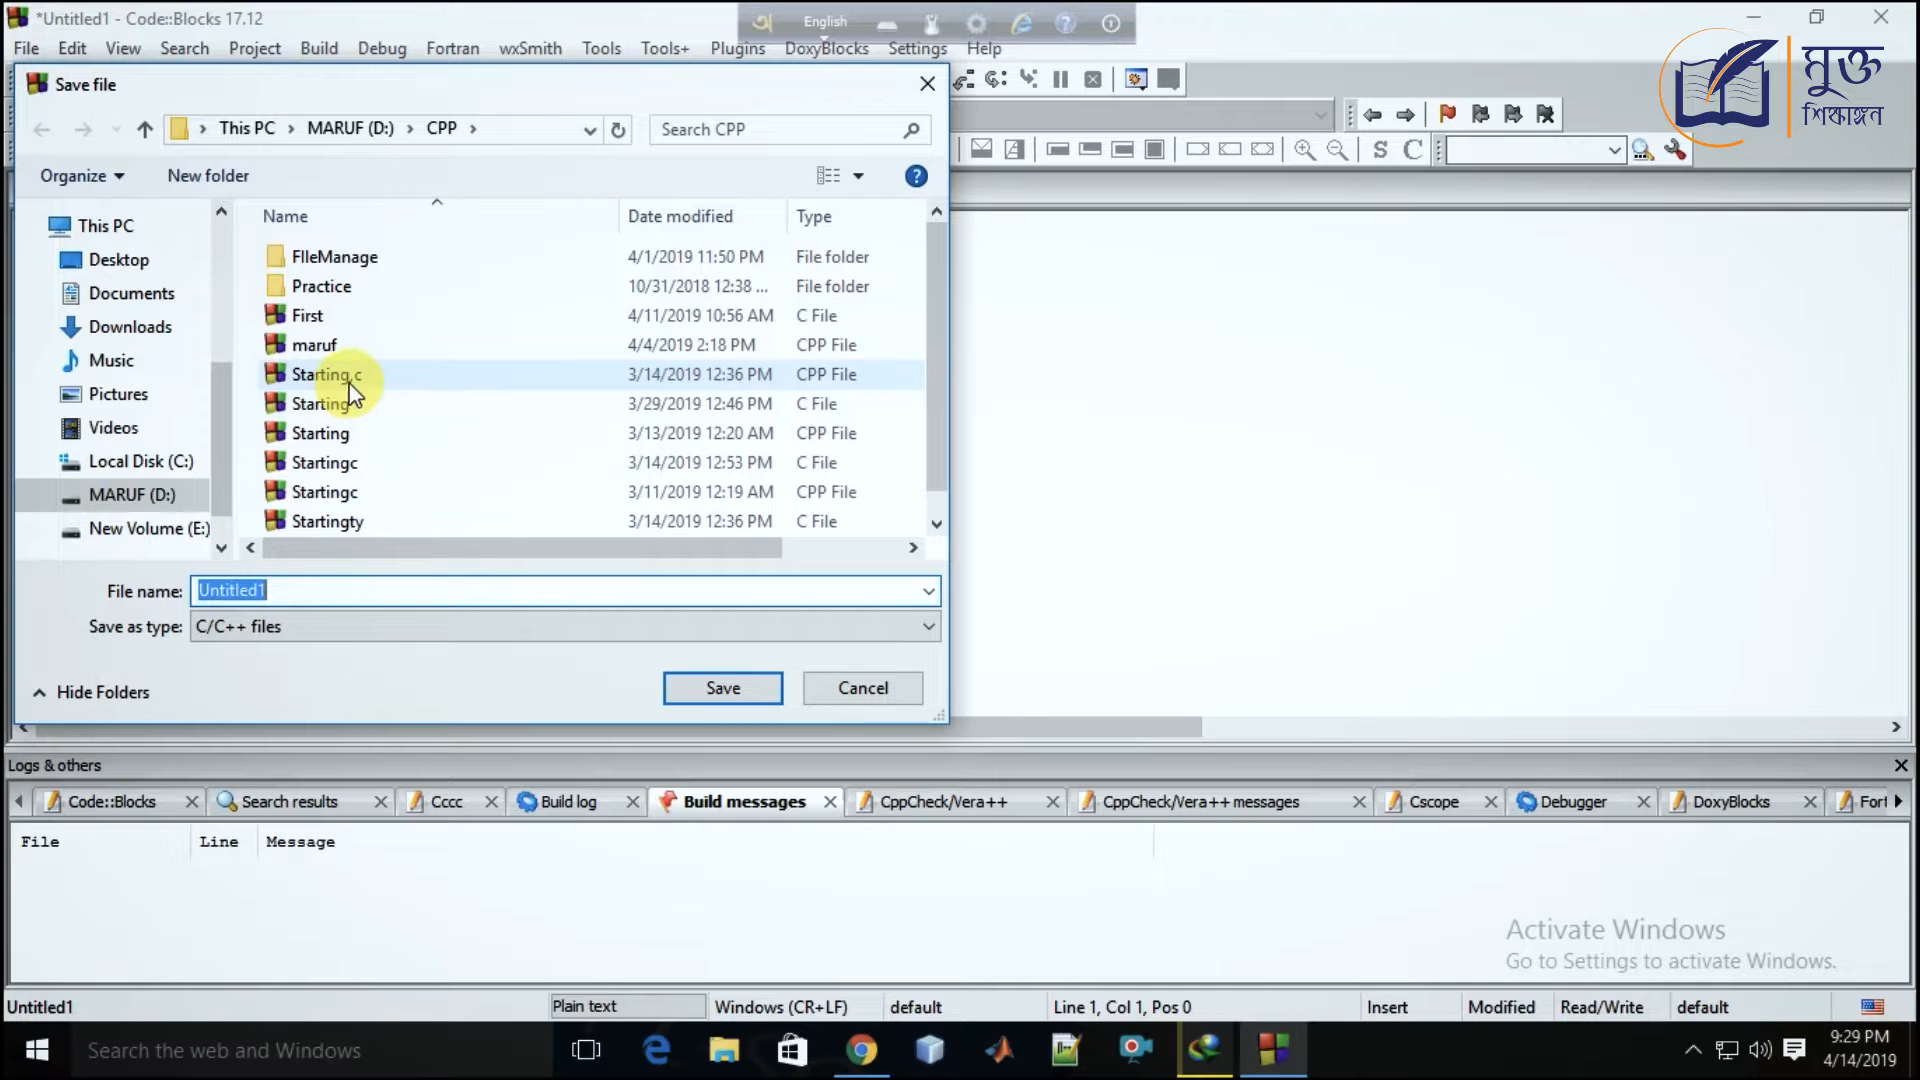 *Untitled1 - Code::Blocks 17.12
অ English
File Edit View Search Project Build Debug Fortran wxSmith Tools Tools+ Plugins DoxyBlocks Settings Help
মুক্ত
শিক্ষাঙ্গন
Save file
This PC > MARUF (D:) > CPP >
Search CPP
Organize New folder
S C
Name Date modified Type
This PC
Desktop
Documents
Downloads
Music
Pictures
Videos
Local Disk (C:)
MARUF (D:)
New Volume (E:)
FIleManage 4/1/2019 11:50 PM File folder
Practice 10/31/2018 12:38 ... File folder
First 4/11/2019 10:56 AM C File
maruf 4/4/2019 2:18 PM CPP File
Starting.c 3/14/2019 12:36 PM CPP File
Starting 3/29/2019 12:46 PM C File
Starting 3/13/2019 12:20 AM CPP File
Startingc 3/14/2019 12:53 PM C File
Startingc 3/11/2019 12:19 AM CPP File
Startingty 3/14/2019 12:36 PM C File
File name: Untitled1
Save as type: C/C++ files
Hide Folders Save Cancel
Logs & others
Code::Blocks Search results Cccc Build log Build messages CppCheck/Vera++ CppCheck/Vera++ messages Cscope Debugger DoxyBlocks Fort
File Line Message
Activate Windows
Go to Settings to activate Windows.
Untitled1 Plain text Windows (CR+LF) default Line 1, Col 1, Pos 0 Insert Modified Read/Write default
Search the web and Windows
9:29 PM
4/14/2019